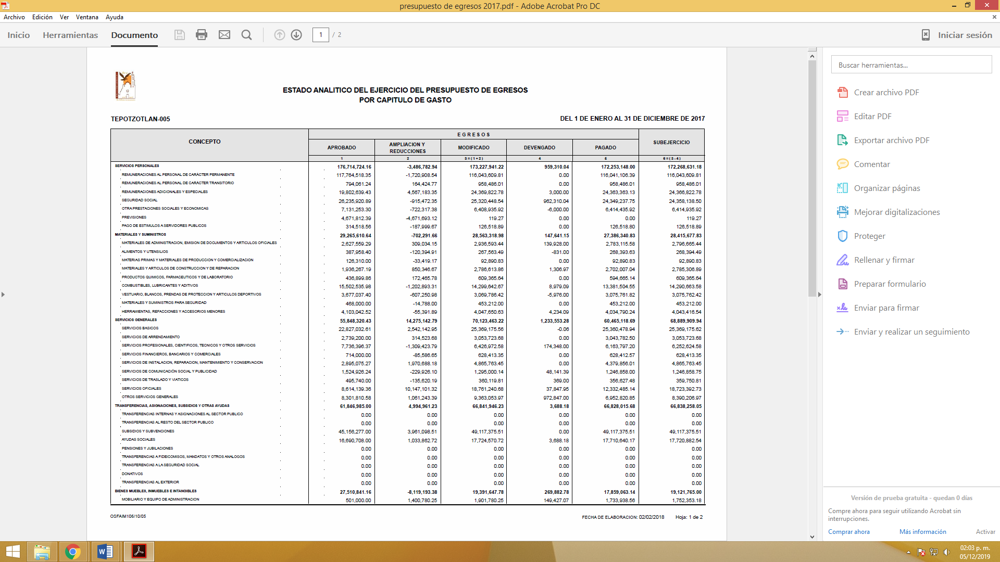 presupuesto de egresos 2017.pdf - Adobe Acrobat Pro DC
Archivo Edición Ver Ventana Ayuda
Inicio Herramientas Documento 1 / 2 Iniciar sesión
ESTADO ANALITICO DEL EJERCICIO DEL PRESUPUESTO DE EGRESOS
POR CAPITULO DE GASTO
TEPOTZOTLAN-005 DEL 1 DE ENERO AL 31 DE DICIEMBRE DE 2017
CONCEPTO E G R E S O S SUBEJERCICIO
APROBADO AMPLIACION Y REDUCCIONES MODIFICADO DEVENGADO PAGADO
1 2 3 = ( 1 + 2 ) 4 5 6 = ( 3 - 4 )
SERVICIOS PERSONALES 176,714,724.16 -3,486,782.94 173,227,941.22 959,310.04 172,253,148.00 172,268,631.18
REMUNERACIONES AL PERSONAL DE CARÁCTER PERMANENTE 117,764,518.35 -1,720,908.54 116,043,609.81 0.00 116,041,106.39 116,043,609.81
REMUNERACIONES AL PERSONAL DE CARÁCTER TRANSITORIO 794,061.24 164,424.77 958,486.01 0.00 958,486.01 958,486.01
REMUNERACIONES ADICIONALES Y ESPECIALES 19,802,639.43 4,567,183.35 24,369,822.78 3,000.00 24,363,363.13 24,366,822.78
SEGURIDAD SOCIAL 26,235,920.89 -915,472.35 25,320,448.54 962,310.04 24,349,237.75 24,358,138.50
OTRA PRESTACIONES SOCIALES Y ECONOMICAS 7,131,253.30 -722,317.38 6,408,935.92 -6,000.00 6,414,435.92 6,414,935.92
PREVISIONES 4,671,812.39 -4,671,693.12 119.27 0.00 0.00 119.27
PAGO DE ESTIMULOS A SERVIDORES PUBLICOS 314,518.56 -187,999.67 126,518.89 0.00 126,518.80 126,518.89
MATERIALES Y SUMINISTROS 29,265,610.64 -702,291.66 28,563,318.98 147,641.15 27,386,340.83 28,415,677.83
MATERIALES DE ADMINISTRACION, EMISION DE DOCUMENTOS Y ARTICULOS OFICIALES 2,627,559.29 309,034.15 2,936,593.44 139,928.00 2,783,115.58 2,796,665.44
ALIMENTOS Y UTENSILIOS 387,958.40 -120,394.91 267,563.49 -831.00 268,393.63 268,394.49
MATERIAS PRIMAS Y MATERIALES DE PRODUCCION Y COMERCIALIZACION 126,310.00 -33,419.17 92,890.83 0.00 92,890.83 92,890.83
MATERIALES Y ARTICULOS DE CONSTRUCCION Y DE REPARACION 1,936,267.19 850,346.67 2,786,613.86 1,306.97 2,702,007.04 2,785,306.89
PRODUCTOS QUIMICOS, FARMACEUTICOS Y DE LABORATORIO 436,899.86 172,465.78 609,365.64 0.00 594,665.14 609,365.64
COMBUSTIBLES, LUBRICANTES Y ADITIVOS 15,502,535.98 -1,202,893.31 14,299,642.67 8,979.09 13,381,504.55 14,290,663.58
VESTUARIO, BLANCOS, PRENDAS DE PROTECCION Y ARTICULOS DEPORTIVOS 3,677,037.40 -607,250.98 3,069,786.42 -5,976.00 3,075,761.82 3,075,762.42
MATERIALES Y SUMINISTROS PARA SEGURIDAD 468,000.00 -14,788.00 453,212.00 0.00 453,212.00 453,212.00
HERRAMIENTAS, REFACCIONES Y ACCESORIOS MENORES 4,103,042.52 -55,391.89 4,047,650.63 4,234.09 4,034,790.24 4,043,416.54
SERVICIOS GENERALES 55,848,320.43 14,275,142.79 70,123,463.22 1,233,553.28 60,465,118.69 68,889,909.94
SERVICIOS BASICOS 22,827,032.61 2,542,142.95 25,369,175.56 -0.06 25,360,478.94 25,369,175.62
SERVICIOS DE ARRENDAMIENTO 2,739,200.00 314,523.68 3,053,723.68 0.00 3,043,782.50 3,053,723.68
SERVICIOS PROFESIONALES, CIENTIFICOS, TECNICOS Y OTROS SERVICIOS 7,736,396.37 -1,309,423.79 6,426,972.58 174,348.00 6,163,797.20 6,252,624.58
SERVICIOS FINANCIEROS, BANCARIOS Y COMERCIALES 714,000.00 -85,586.65 628,413.35 0.00 628,412.57 628,413.35
SERVICIOS DE INSTALACION, REPARACION, MANTENIMIENTO Y CONSERVACION 2,895,075.27 1,970,688.18 4,865,763.45 0.00 4,379,856.01 4,865,763.45
SERVICIOS DE COMUNICACIÓN SOCIAL Y PUBLICIDAD 1,524,926.24 -229,926.10 1,295,000.14 48,141.39 1,246,858.00 1,246,858.75
SERVICIOS DE TRASLADO Y VIATICOS 495,740.00 -135,620.19 360,119.81 369.00 356,627.48 359,750.81
SERVICIOS OFICIALES 8,614,139.36 10,147,101.32 18,761,240.68 37,847.95 12,332,485.14 18,723,392.73
OTROS SERVICIOS GENERALES 8,301,810.58 1,061,243.39 9,363,053.97 972,847.00 6,952,820.85 8,390,206.97
TRANSFERENCIAS, ASIGNACIONES, SUBSIDIOS Y OTRAS AYUDAS 61,846,985.00 4,994,961.23 66,841,946.23 3,688.18 66,828,015.68 66,838,258.05
TRANSFERENCIAS INTERNAS Y ASIGNACIONES AL SECTOR PUBLICO 0.00 0.00 0.00 0.00 0.00 0.00
TRANSFERENCIAS AL RESTO DEL SECTOR PUBLICO 0.00 0.00 0.00 0.00 0.00 0.00
SUBSIDIOS Y SUBVENCIONES 45,156,277.00 3,961,098.51 49,117,375.51 0.00 49,117,375.51 49,117,375.51
AYUDAS SOCIALES 16,690,708.00 1,033,862.72 17,724,570.72 3,688.18 17,710,640.17 17,720,882.54
PENSIONES Y JUBILACIONES 0.00 0.00 0.00 0.00 0.00 0.00
TRANSFERENCIAS A FIDEICOMISOS, MANDATOS Y OTROS ANALOGOS 0.00 0.00 0.00 0.00 0.00 0.00
TRANSFERENCIAS A LA SEGURIDAD SOCIAL 0.00 0.00 0.00 0.00 0.00 0.00
DONATIVOS 0.00 0.00 0.00 0.00 0.00 0.00
TRANSFERENCIAS AL EXTERIOR 0.00 0.00 0.00 0.00 0.00 0.00
BIENES MUEBLES, INMUEBLES E INTANGIBLES 27,510,841.16 -8,119,193.38 19,391,647.78 269,882.78 17,859,063.14 19,121,765.00
MOBILIARIO Y EQUIPO DE ADMINISTRACION 501,000.00 1,400,780.25 1,901,780.25 149,427.07 1,733,938.56 1,752,353.18
OSFAIM106/10/05 FECHA DE ELABORACION: 02/02/2018 Hoja: 1 de 2
Buscar herramientas...
Crear archivo PDF
Editar PDF
Exportar archivo PDF
Comentar
Organizar páginas
Mejorar digitalizaciones
Proteger
Rellenar y firmar
Preparar formulario
Enviar para firmar
Enviar y realizar un seguimiento
Versión de prueba gratuita - quedan 0 días
Compre ahora para seguir utilizando Acrobat sin
interrupciones.
Comprar ahora Más información Activar
02:03 p. m.
05/12/2019